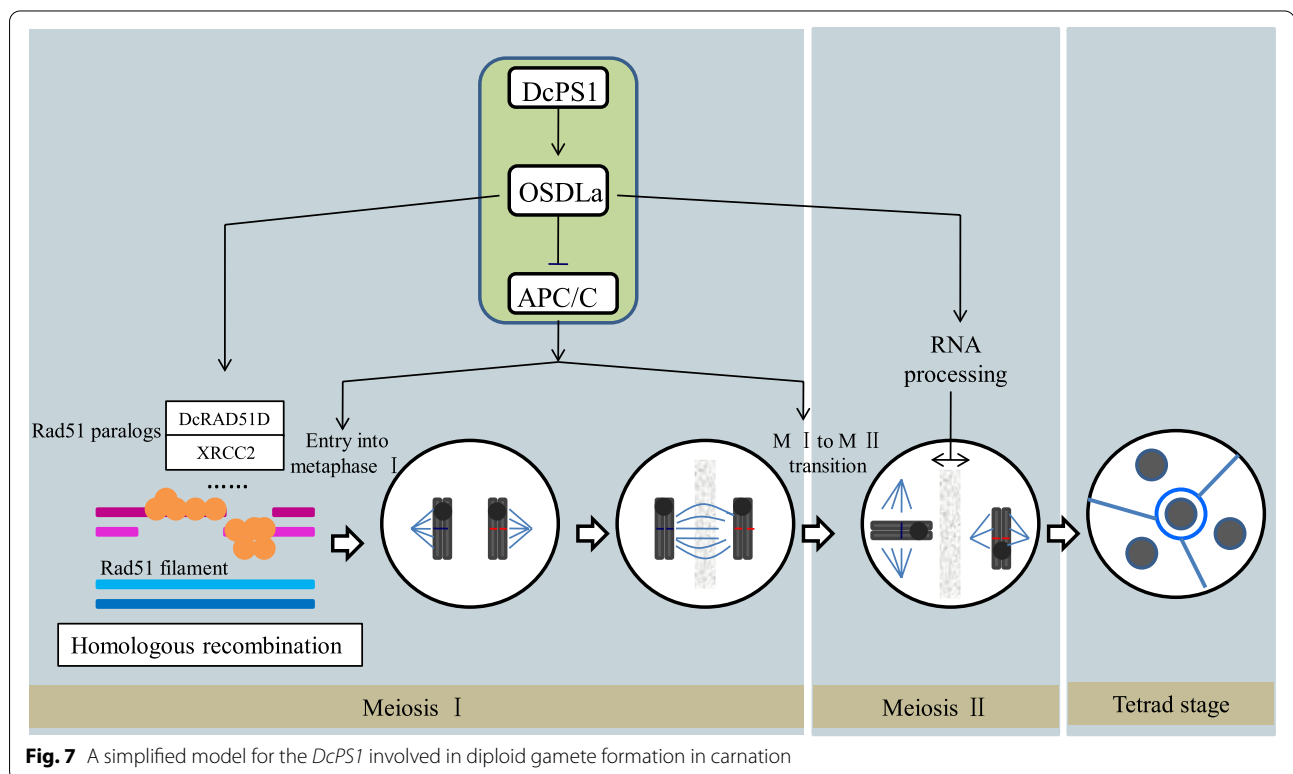 DcPS1
OSDLa
APC/C
RNA
processing
Rad51 paralogs
DcRAD51D
XRCC2
......
Entry into
metaphase Ⅰ
M Ⅰ to M Ⅱ
transition
Rad51 filament
Homologous recombination
Meiosis Ⅰ
Meiosis Ⅱ
Tetrad stage
Fig. 7 A simplified model for the DcPS1 involved in diploid gamete formation in carnation